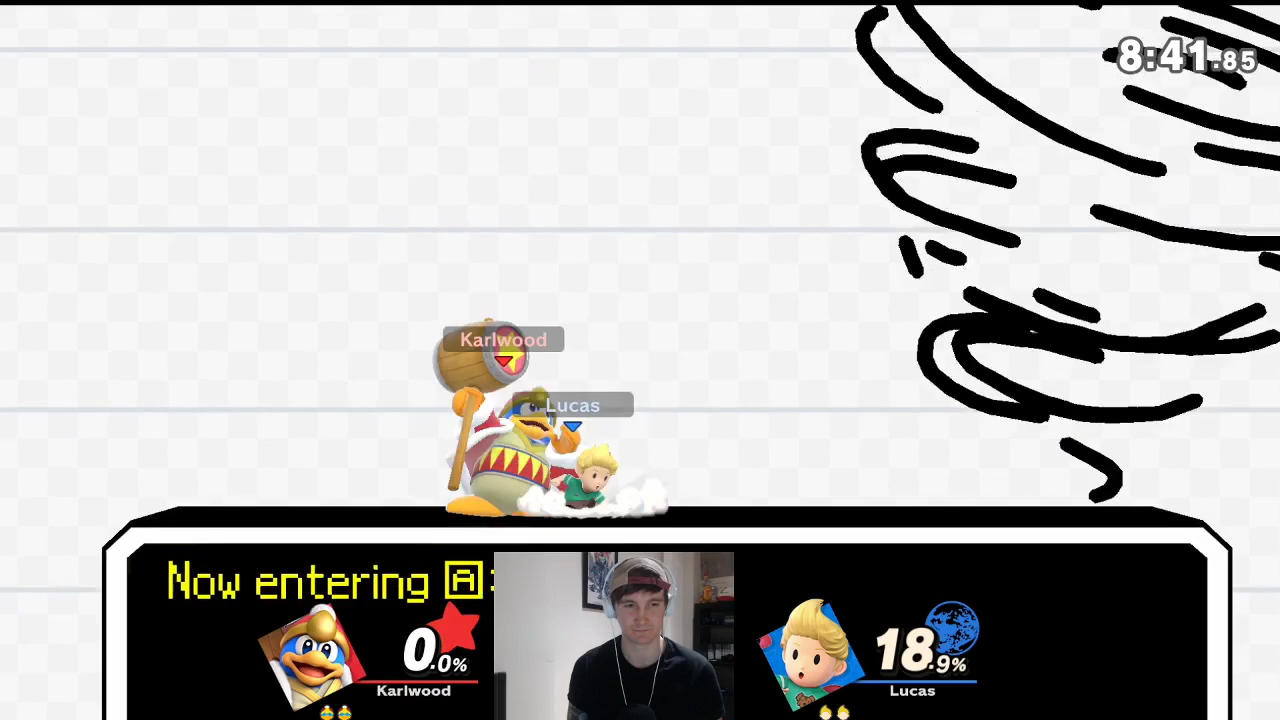 8:41.85
Karlwood
Lucas
Now entering A:
0.0%
Karlwood
18.9%
Lucas